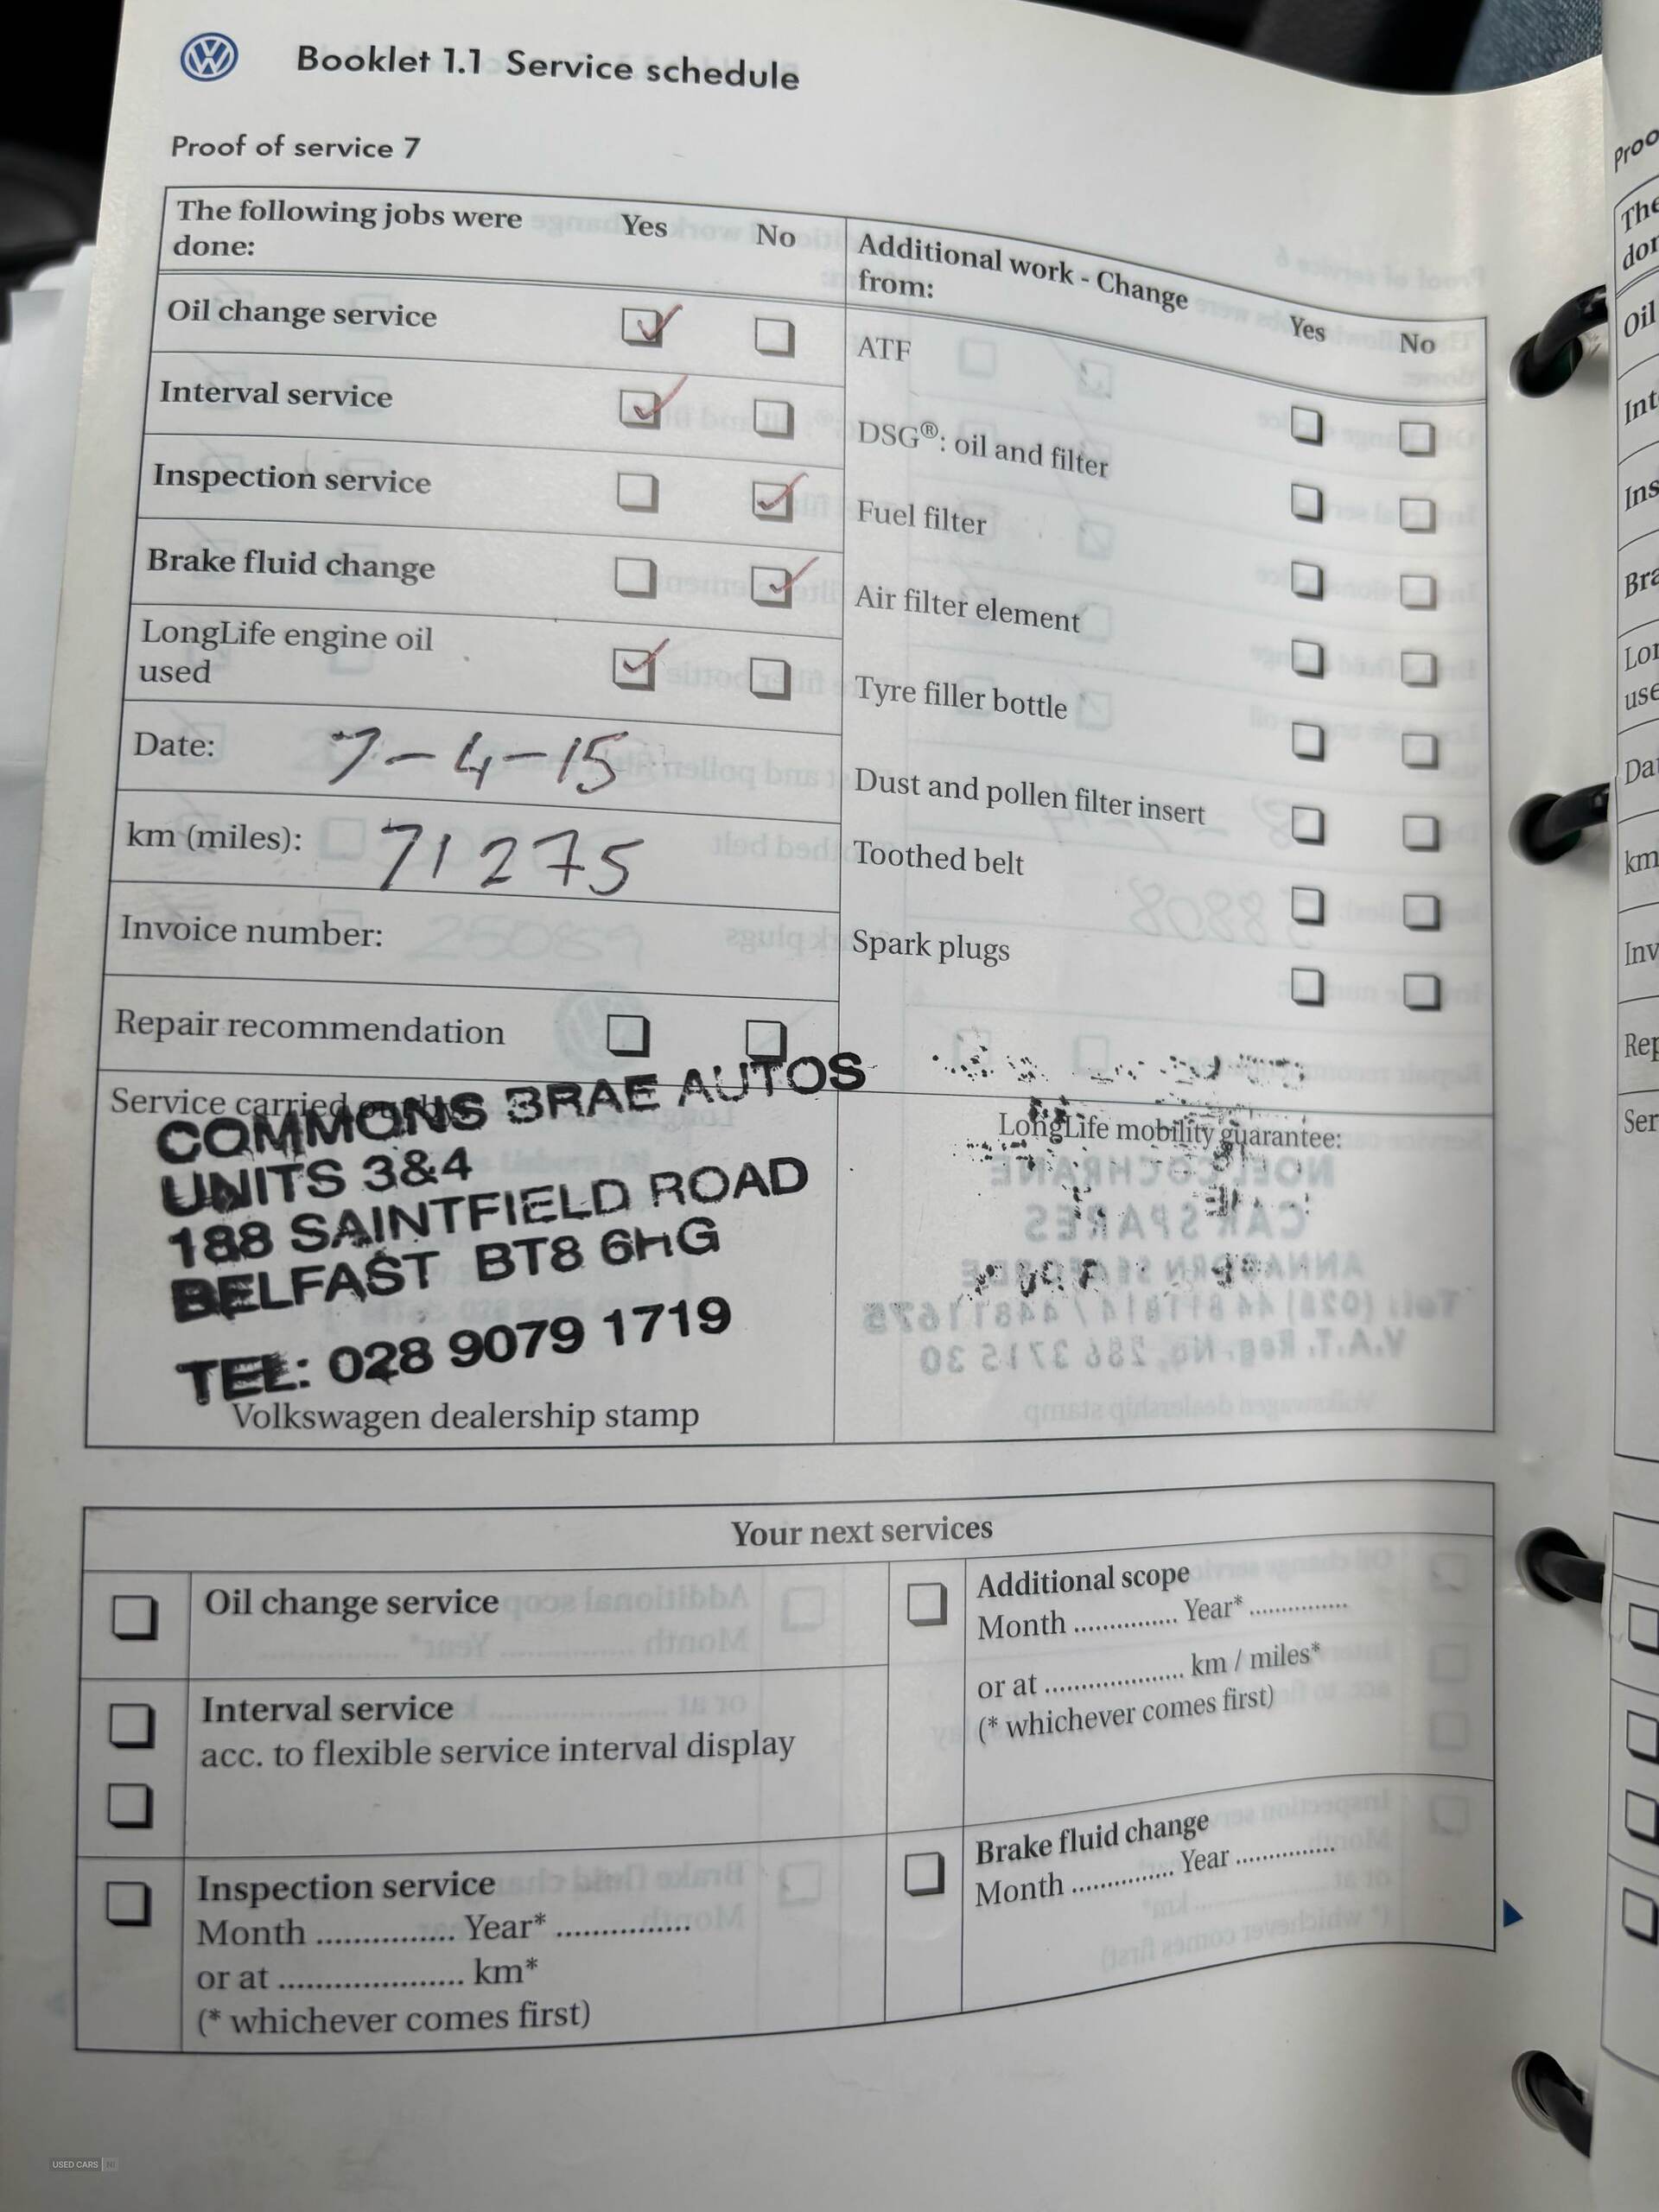 Booklet 1.1 Service schedule
Proof of service 7
The following jobs were done:
Yes
No
Oil change service
Interval service
Inspection service
Brake fluid change
LongLife engine oil used
Date: 7-4-15
km (miles): 71275
Invoice number:
Repair recommendation
Additional work - Change from:
Yes
No
ATF
DSG®: oil and filter
Fuel filter
Air filter element
Tyre filler bottle
Dust and pollen filter insert
Toothed belt
Spark plugs
Service carried
COMMONS BRAE AUTOS
UNITS 3&4
188 SAINTFIELD ROAD
BELFAST BT8 6HG
TEL: 028 9079 1719
Volkswagen dealership stamp
LongLife mobility guarantee:
Your next services
Oil change service
Interval service
acc. to flexible service interval display
Inspection service
Month ............... Year* ...............
or at .................... km*
(* whichever comes first)
Additional scope
Month ............... Year* ...............
or at .................... km / miles*
(* whichever comes first)
Brake fluid change
Month ............... Year ...............
USED CARS NI